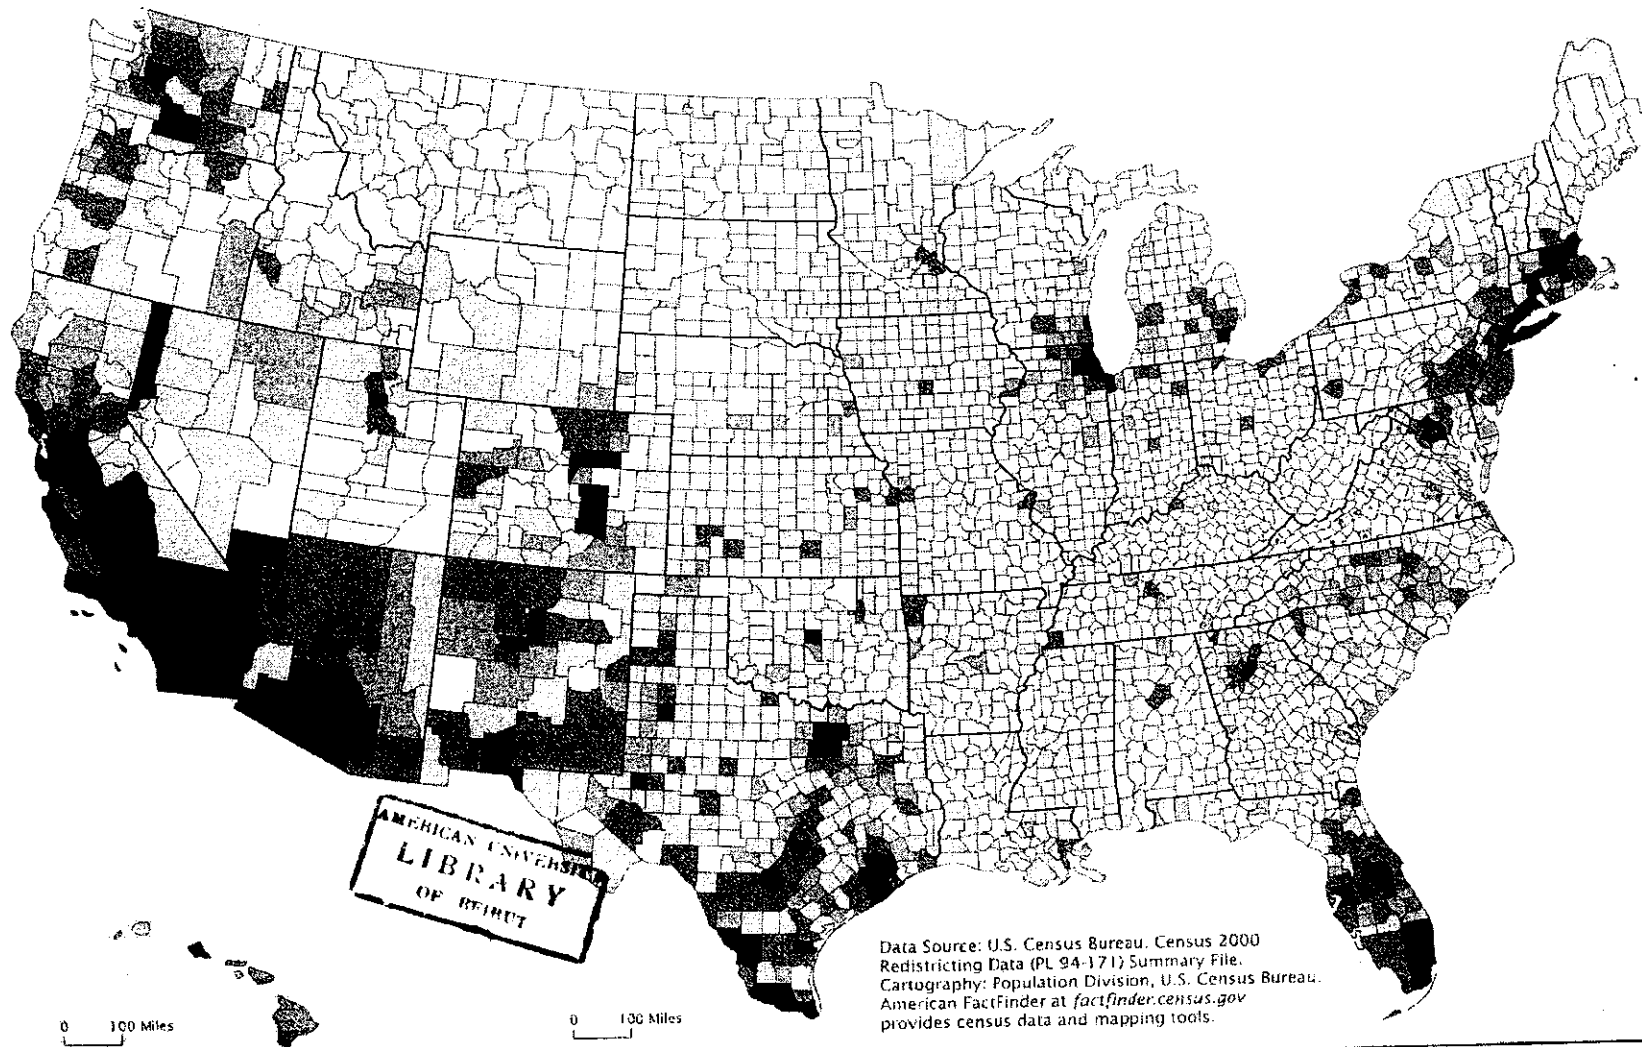 AMERICAN UNIVERSITY
LIBRARY
OF BEIRUT
Data Source: U.S. Census Bureau. Census 2000
Redistricting Data (PL 94-171) Summary File.
Cartography: Population Division, U.S. Census Bureau.
American FactFinder at factfinder.census.gov
provides census data and mapping tools.
0 100 Miles
0 100 Miles